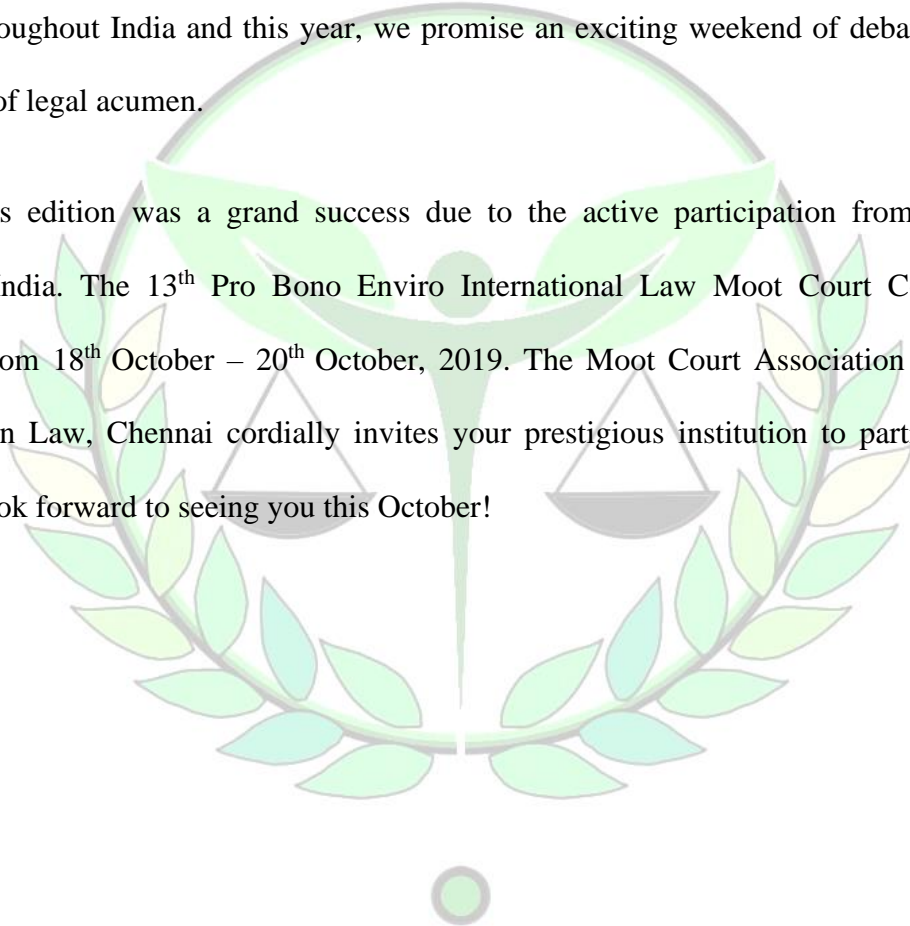 oughout India and this year, we promise an exciting weekend of deba
of legal acumen.
s edition was a grand success due to the active participation from
ndia. The 13th Pro Bono Enviro International Law Moot Court C
om 18th October – 20th October, 2019. The Moot Court Association
n Law, Chennai cordially invites your prestigious institution to part
ok forward to seeing you this October!